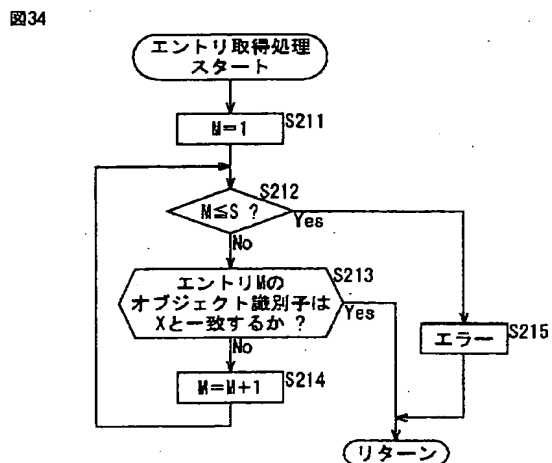 図34
エントリ取得処理
スタート
M=1
S211
M≦S ?
S212
Yes
No
エントリMの
オブジェクト識別子は
Xと一致するか ?
S213
Yes
No
M=M+1
S214
エラー
S215
リターン